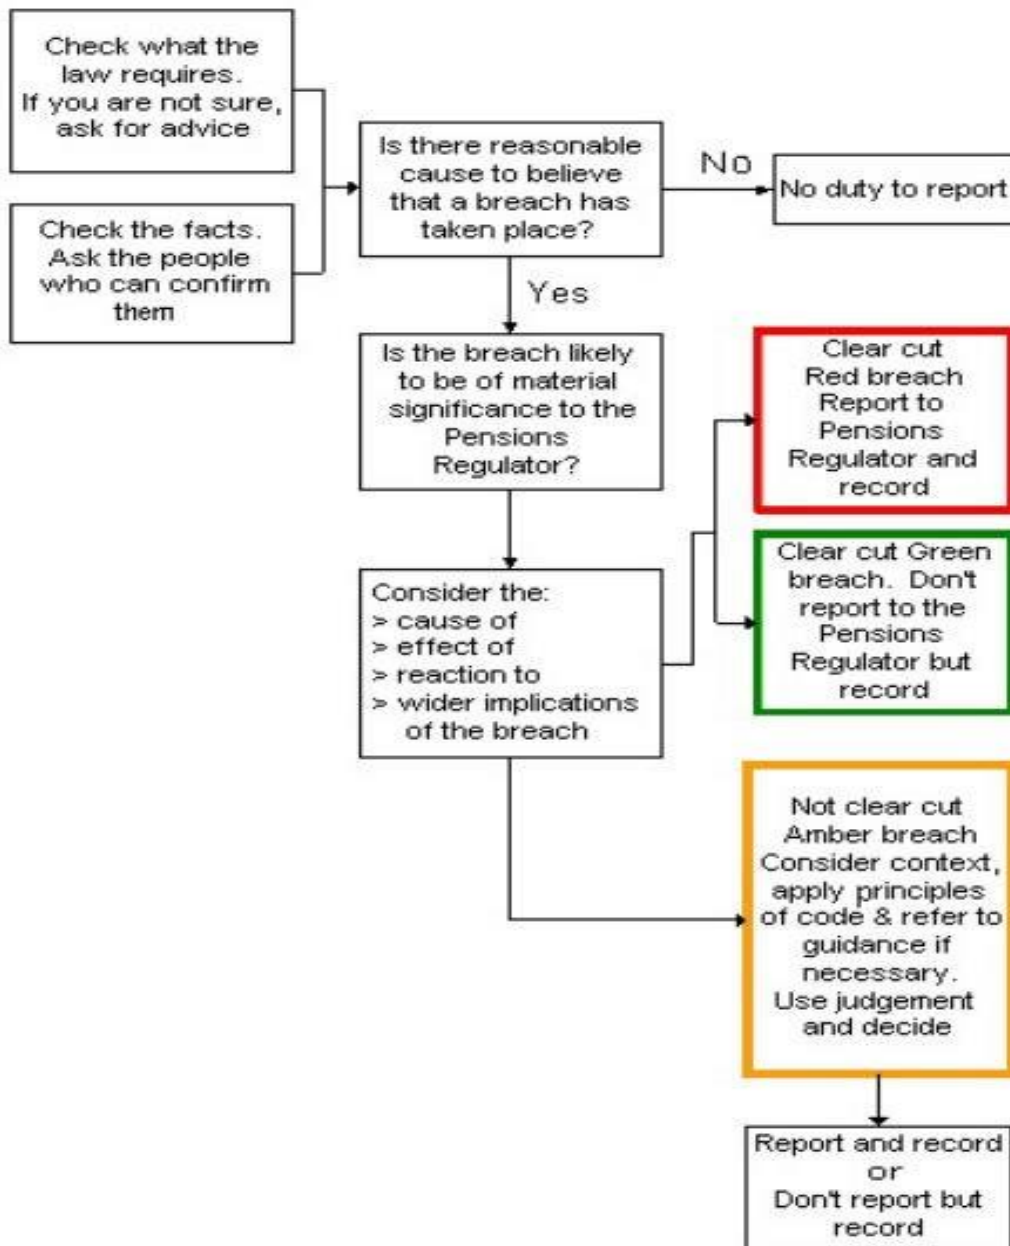 Check what the
law requires.
If you are not sure,
ask for advice
Check the facts.
Ask the people
who can confirm
them
Is there reasonable
cause to believe
that a breach has
taken place?
No
No duty to report
Yes
Is the breach likely
to be of material
significance to the
Pensions
Regulator?
Clear cut
Red breach
Report to
Pensions
Regulator and
record
Clear cut Green
breach. Don't
report to the
Pensions
Regulator but
record
Consider the:
> cause of
> effect of
> reaction to
> wider implications
of the breach
Not clear cut
Amber breach
Consider context,
apply principles
of code & refer to
guidance if
necessary.
Use judgement
and decide
Report and record
or
Don't report but
record